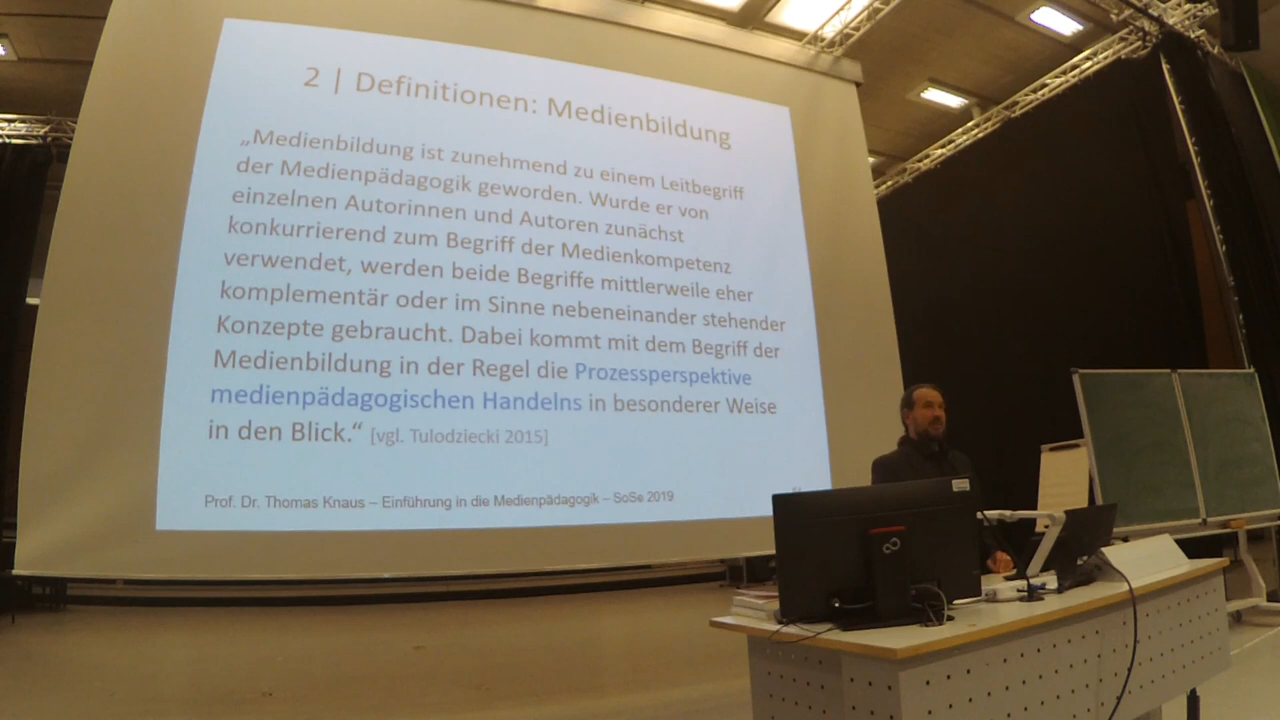 2 | Definitionen: Medienbildung
„Medienbildung ist zunehmend zu einem Leitbegriff
der Medienpädagogik geworden. Wurde er von
einzelnen Autorinnen und Autoren zunächst
konkurrierend zum Begriff der Medienkompetenz
verwendet, werden beide Begriffe mittlerweile eher
komplementär oder im Sinne nebeneinander stehender
Konzepte gebraucht. Dabei kommt mit dem Begriff der
Medienbildung in der Regel die Prozessperspektive
medienpädagogischen Handelns in besonderer Weise
in den Blick.“ [vgl. Tulodziecki 2015]
Prof. Dr. Thomas Knaus – Einführung in die Medienpädagogik – SoSe 2019